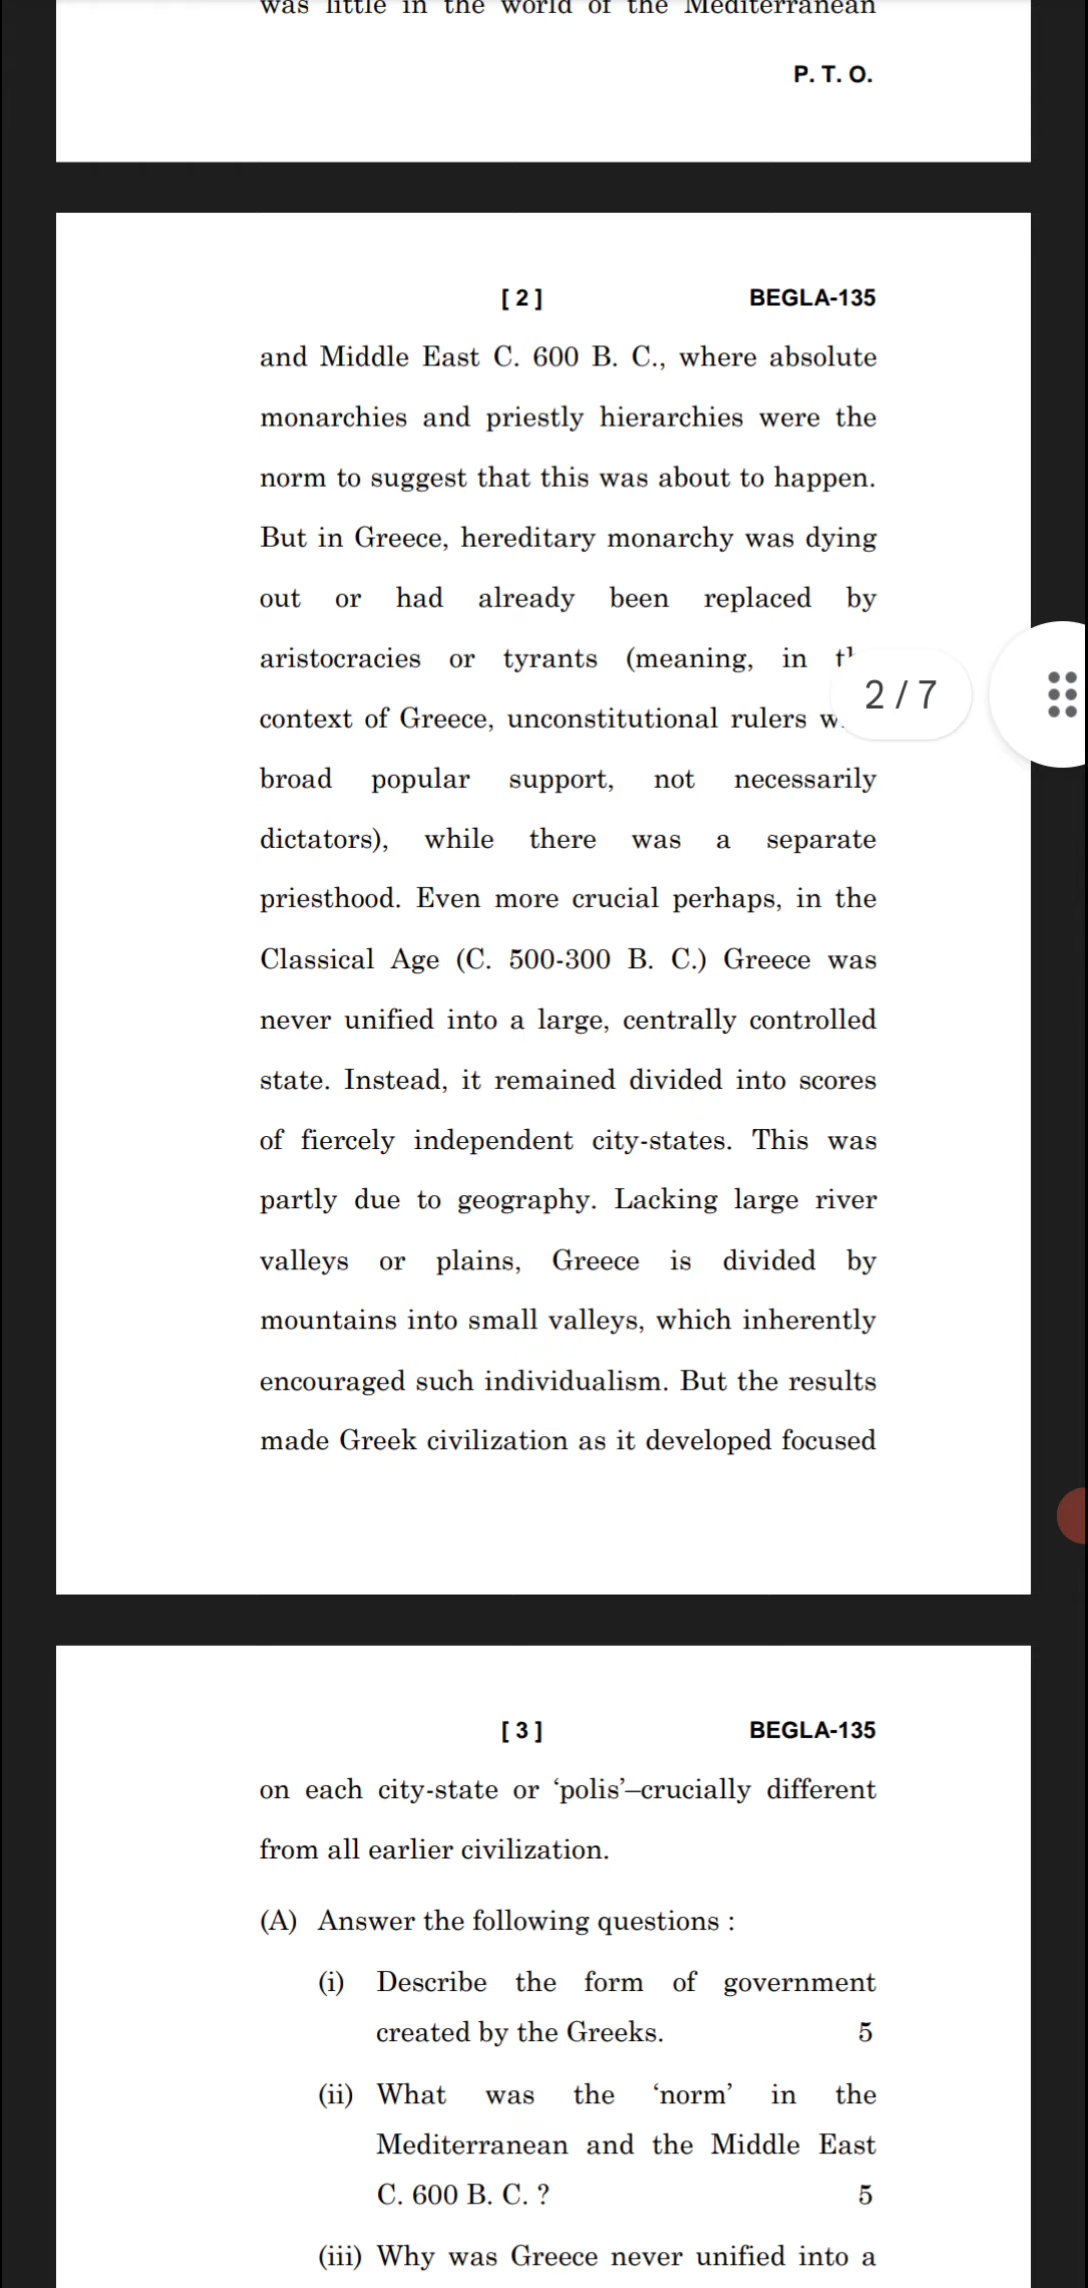 was little in the world of the Mediterranean
P. T. O.
[ 2 ] BEGLA-135
and Middle East C. 600 B. C., where absolute
monarchies and priestly hierarchies were the
norm to suggest that this was about to happen.
But in Greece, hereditary monarchy was dying
out or had already been replaced by
aristocracies or tyrants (meaning, in
context of Greece, unconstitutional rulers
2 / 7
broad popular support, not necessarily
dictators), while there was a separate
priesthood. Even more crucial perhaps, in the
Classical Age (C. 500-300 B. C.) Greece was
never unified into a large, centrally controlled
state. Instead, it remained divided into scores
of fiercely independent city-states. This was
partly due to geography. Lacking large river
valleys or plains, Greece is divided by
mountains into small valleys, which inherently
encouraged such individualism. But the results
made Greek civilization as it developed focused
[ 3 ] BEGLA-135
on each city-state or ‘polis’–crucially different
from all earlier civilization.
(A) Answer the following questions :
(i) Describe the form of government
created by the Greeks. 5
(ii) What was the ‘norm’ in the
Mediterranean and the Middle East
C. 600 B. C. ? 5
(iii) Why was Greece never unified into a